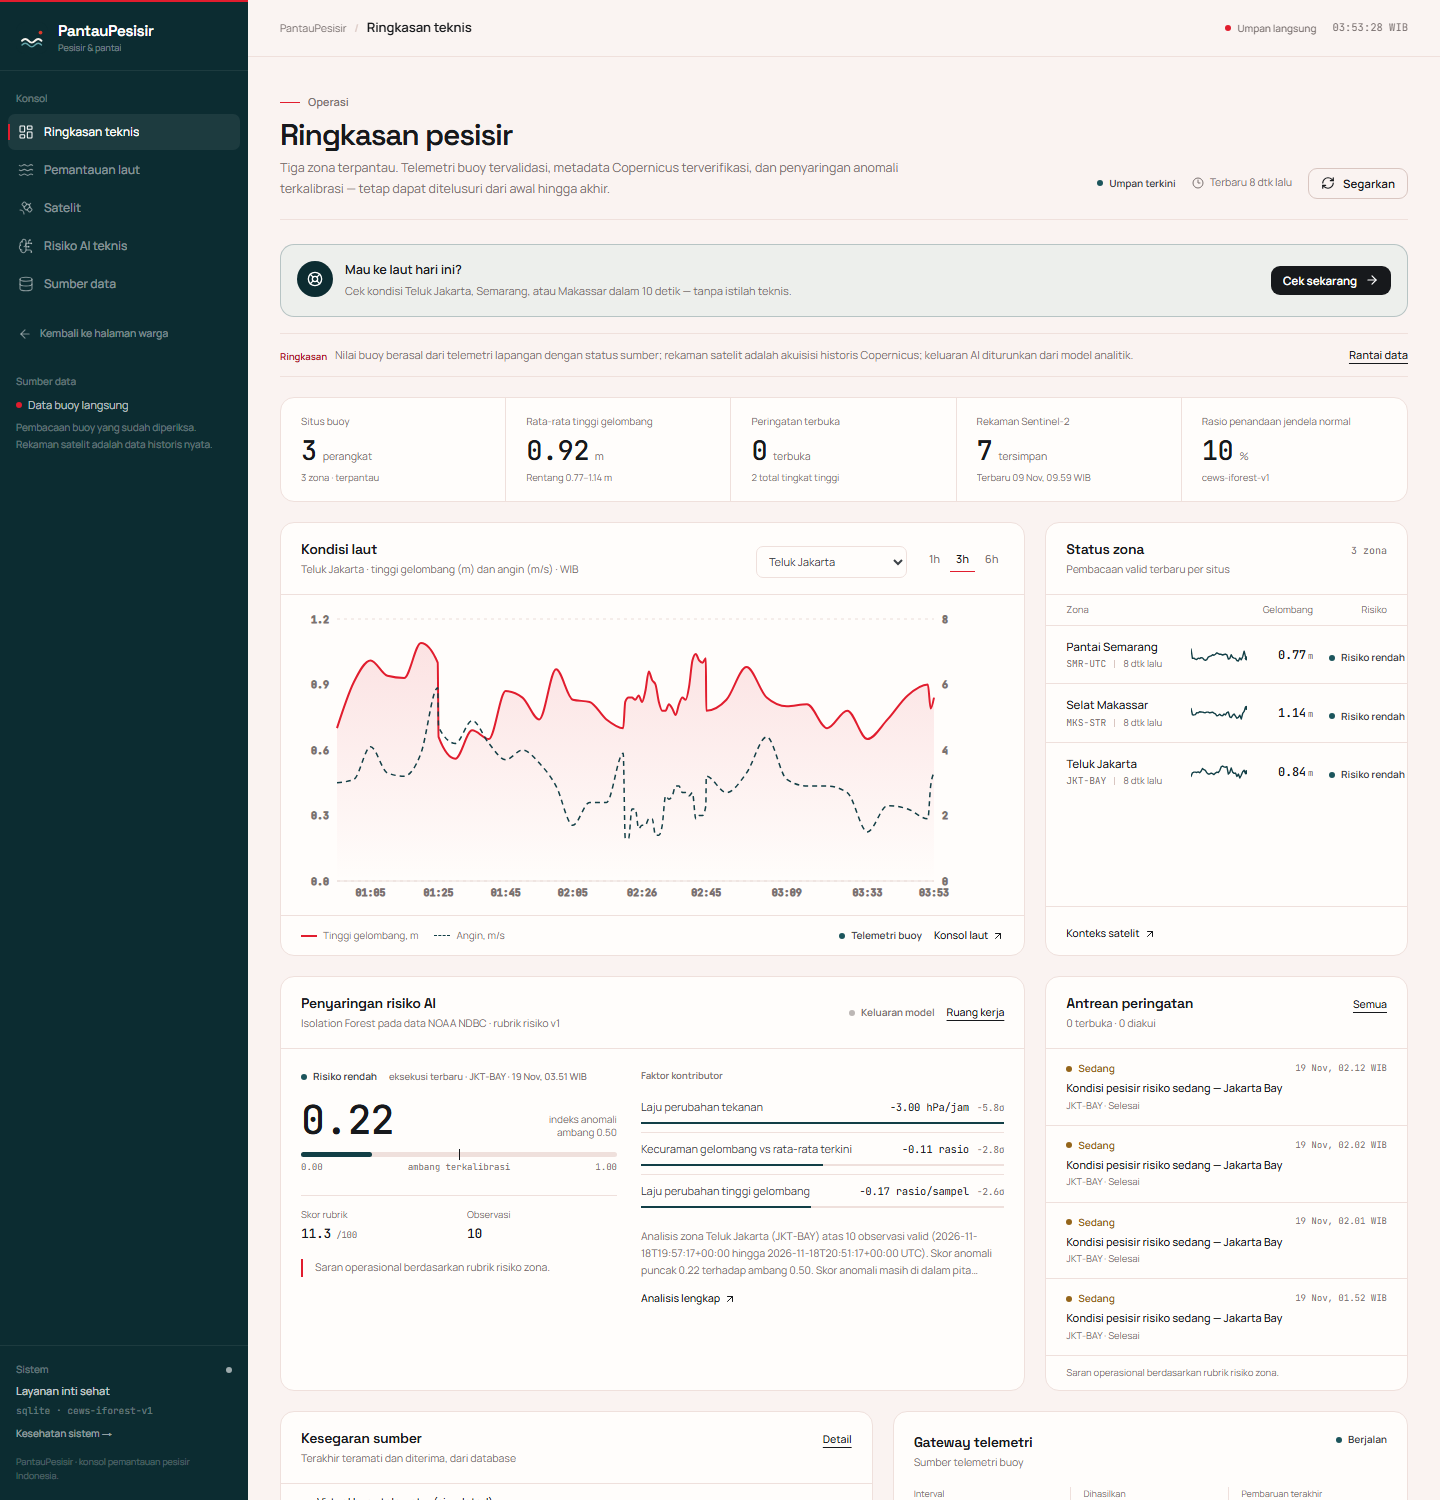 PantauPesisir
Pesisir & pantai
Konsol
Ringkasan teknis
Pemantauan laut
Satelit
Risiko AI teknis
Sumber data
Kembali ke halaman warga
Sumber data
Data buoy langsung
Pembacaan buoy yang sudah diperiksa.
Rekaman satelit adalah data historis nyata.
Sistem
Layanan inti sehat
sqlite · cews-iforest-v1
Kesehatan sistem →
PantauPesisir · konsol pemantauan pesisir
Indonesia.
PantauPesisir / Ringkasan teknis
Umpan langsung 03:53:28 WIB
Operasi
Ringkasan pesisir
Tiga zona terpantau. Telemetri buoy tervalidasi, metadata Copernicus terverifikasi, dan penyaringan anomali
terkalibrasi — tetap dapat ditelusuri dari awal hingga akhir.
Umpan terkini Terbaru 8 dtk lalu Segarkan
Mau ke laut hari ini?
Cek kondisi Teluk Jakarta, Semarang, atau Makassar dalam 10 detik — tanpa istilah teknis.
Cek sekarang →
Ringkasan Nilai buoy berasal dari telemetri lapangan dengan status sumber; rekaman satelit adalah akuisisi historis Copernicus; keluaran AI diturunkan dari model analitik. Rantai data
Situs buoy
3 perangkat
3 zona · terpantau
Rata-rata tinggi gelombang
0.92 m
Rentang 0.77–1.14 m
Peringatan terbuka
0 terbuka
2 total tingkat tinggi
Rekaman Sentinel-2
7 tersimpan
Terbaru 09 Nov, 09.59 WIB
Rasio penandaan jendela normal
10 %
cews-iforest-v1
Kondisi laut
Teluk Jakarta · tinggi gelombang (m) dan angin (m/s) · WIB
Teluk Jakarta 1h 3h 6h
1.2 8
0.9 6
0.6 4
0.3 2
0.0 0
01:05 01:25 01:45 02:05 02:26 02:45 03:09 03:33 03:53
Tinggi gelombang, m Angin, m/s Telemetri buoy Konsol laut
Status zona 3 zona
Pembacaan valid terbaru per situs
Zona Gelombang Risiko
Pantai Semarang
SMR-UTC | 8 dtk lalu 0.77 m Risiko rendah
Selat Makassar
MKS-STR | 8 dtk lalu 1.14 m Risiko rendah
Teluk Jakarta
JKT-BAY | 8 dtk lalu 0.84 m Risiko rendah
Konteks satelit
Penyaringan risiko AI
Isolation Forest pada data NOAA NDBC · rubrik risiko v1
Keluaran model Ruang kerja
Risiko rendah eksekusi terbaru · JKT-BAY · 19 Nov, 03.51 WIB
0.22 indeks anomali
ambang 0.50
0.00 ambang terkalibrasi 1.00
Skor rubrik Observasi
11.3 /100 10
Saran operasional berdasarkan rubrik risiko zona.
Faktor kontributor
Laju perubahan tekanan -3.00 hPa/jam -5.8σ
Kecuraman gelombang vs rata-rata terkini -0.11 rasio -2.8σ
Laju perubahan tinggi gelombang -0.17 rasio/sampel -2.6σ
Analisis zona Teluk Jakarta (JKT-BAY) atas 10 observasi valid (2026-11-
18T19:57:17+00:00 hingga 2026-11-18T20:51:17+00:00 UTC). Skor anomali
puncak 0.22 terhadap ambang 0.50. Skor anomali masih di dalam pita...
Analisis lengkap
Antrean peringatan Semua
0 terbuka · 0 diakui
Sedang 19 Nov, 02.12 WIB
Kondisi pesisir risiko sedang — Jakarta Bay
JKT-BAY · Selesai
Sedang 19 Nov, 02.02 WIB
Kondisi pesisir risiko sedang — Jakarta Bay
JKT-BAY · Selesai
Sedang 19 Nov, 02.01 WIB
Kondisi pesisir risiko sedang — Jakarta Bay
JKT-BAY · Selesai
Sedang 19 Nov, 01.52 WIB
Kondisi pesisir risiko sedang — Jakarta Bay
JKT-BAY · Selesai
Saran operasional berdasarkan rubrik risiko zona.
Kesegaran sumber Detail
Terakhir teramati dan diterima, dari database
Gateway telemetri Berjalan
Sumber telemetri buoy
Interval Dihasilkan Pembaruan terakhir